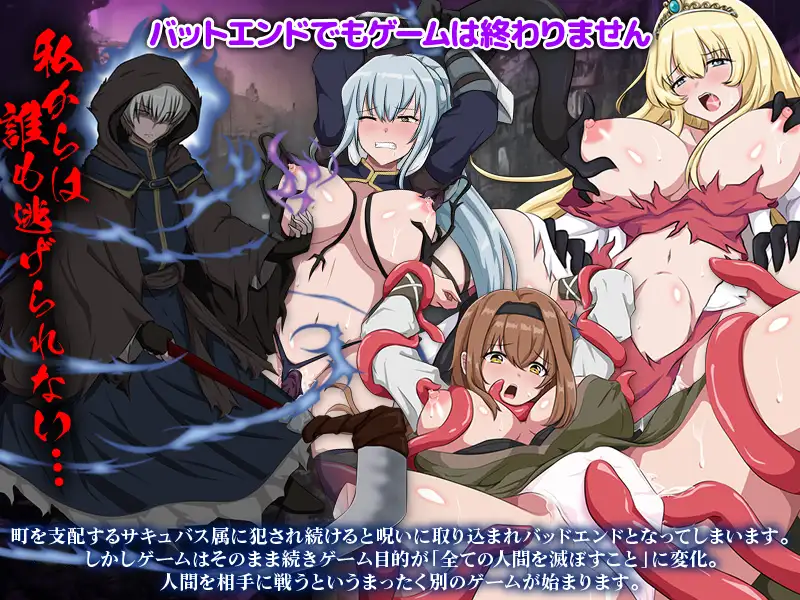 バットエンドでもゲームは終わりません
私からは
誰も逃げられない…
町を支配するサキュバス属に犯され続けると呪いに取り込まれバッドエンドとなってしまいます。
しかしゲームはそのまま続きゲーム目的が「全ての人間を滅ぼすこと」に変化。
人間を相手に戦うというまったく別のゲームが始まります。